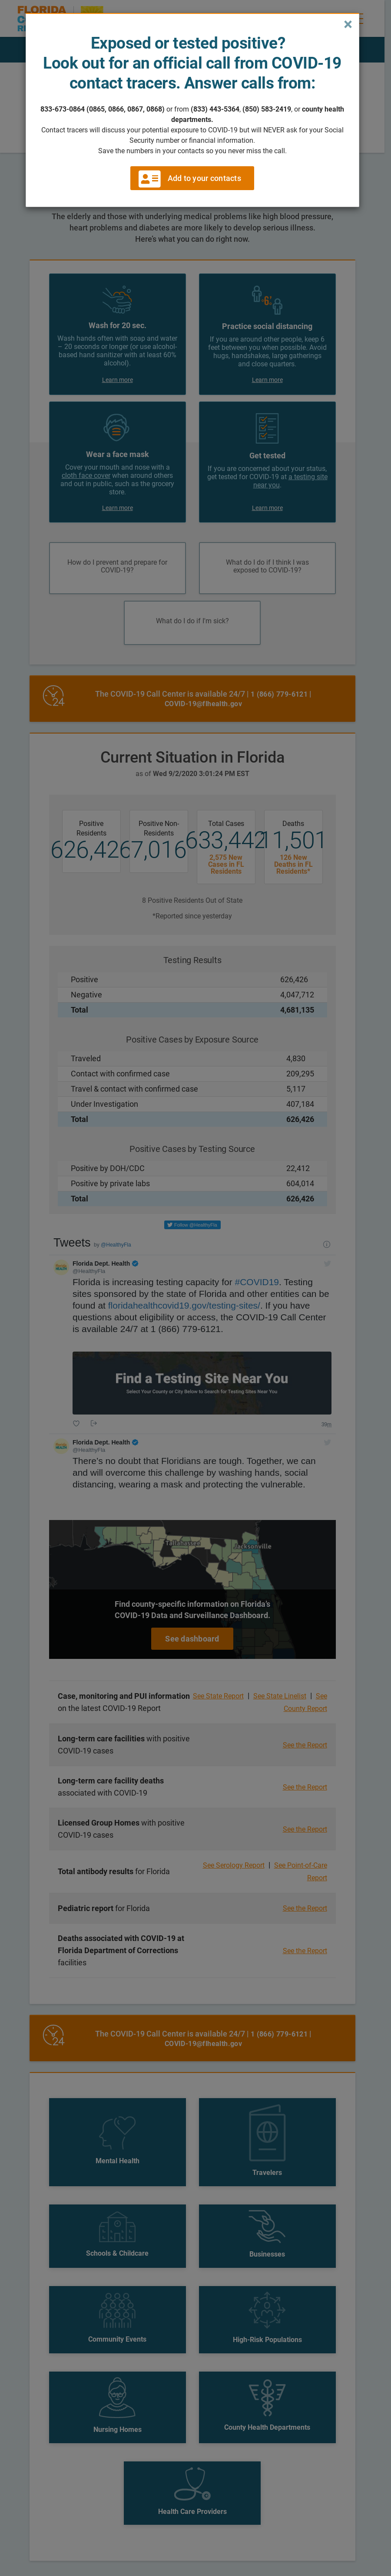 FLORIDA
×
Exposed or tested positive?
Look out for an official call from COVID-19
contact tracers. Answer calls from:
833-673-0864 (0865, 0866, 0867, 0868) or from (833) 443-5364, (850) 583-2419, or county health
departments.
Contact tracers will discuss your potential exposure to COVID-19 but will NEVER ask for your Social
Security number or financial information.
Save the numbers in your contacts so you never miss the call.
Add to your contacts
The elderly and those with underlying medical problems like high blood pressure,
heart problems and diabetes are more likely to develop serious illness.
Here's what you can do right now.
Wash for 20 sec.
Wash hands often with soap and water
– 20 seconds or longer (or use alcohol-
based hand sanitizer with at least 60%
alcohol).
Learn more
6'
Practice social distancing
If you are around other people, keep 6
feet between you when possible. Avoid
hugs, handshakes, large gatherings
and close quarters.
Learn more
Wear a face mask
Cover your mouth and nose with a
cloth face cover when around others
and out in public, such as the grocery
store.
Learn more
Get tested
If you are concerned about your status,
get tested for COVID-19 at a testing site
near you.
Learn more
How do I prevent and prepare for
COVID-19?
What do I do if I think I was
exposed to COVID-19?
What do I do if I'm sick?
24
The COVID-19 Call Center is available 24/7 | 1 (866) 779-6121 |
COVID-19@flhealth.gov
Current Situation in Florida
as of Wed 9/2/2020 3:01:24 PM EST
Positive
Residents
626,426
Positive Non-
Residents
7,016
Total Cases
633,442
2,575 New
Cases in FL
Residents
Deaths
11,501
126 New
Deaths in FL
Residents*
8 Positive Residents Out of State
*Reported since yesterday
Testing Results
Positive 626,426
Negative 4,047,712
Total 4,681,135
Positive Cases by Exposure Source
Traveled 4,830
Contact with confirmed case 209,295
Travel & contact with confirmed case 5,117
Under Investigation 407,184
Total 626,426
Positive Cases by Testing Source
Positive by DOH/CDC 22,412
Positive by private labs 604,014
Total 626,426
Follow @HealthyFla
Tweets by @HealthyFla
Florida Dept. Health
@HealthyFla
Florida is increasing testing capacity for #COVID19. Testing
sites sponsored by the state of Florida and other entities can be
found at floridahealthcovid19.gov/testing-sites/. If you have
questions about eligibility or access, the COVID-19 Call Center
is available 24/7 at 1 (866) 779-6121.
Find a Testing Site Near You
Select Your County or City Below to Search for Testing Sites Near You
Florida Dept. Health
@HealthyFla
There's no doubt that Floridians are tough. Together, we can
and will overcome this challenge by washing hands, social
distancing, wearing a mask and protecting the vulnerable.
Tallahassee
Jacksonville
Find county-specific information on Florida's
COVID-19 Data and Surveillance Dashboard.
See dashboard
Case, monitoring and PUI information
on the latest COVID-19 Report
See State Report | See State Linelist | See
County Report
Long-term care facilities with positive
COVID-19 cases
See the Report
Long-term care facility deaths
associated with COVID-19
See the Report
Licensed Group Homes with positive
COVID-19 cases
See the Report
Total antibody results for Florida
See Serology Report | See Point-of-Care
Report
Pediatric report for Florida
See the Report
Deaths associated with COVID-19 at
Florida Department of Corrections
facilities
See the Report
24
The COVID-19 Call Center is available 24/7 | 1 (866) 779-6121 |
COVID-19@flhealth.gov
Mental Health
Travelers
Schools & Childcare
Businesses
Community Events
High-Risk Populations
Nursing Homes
County Health Departments
Health Care Providers